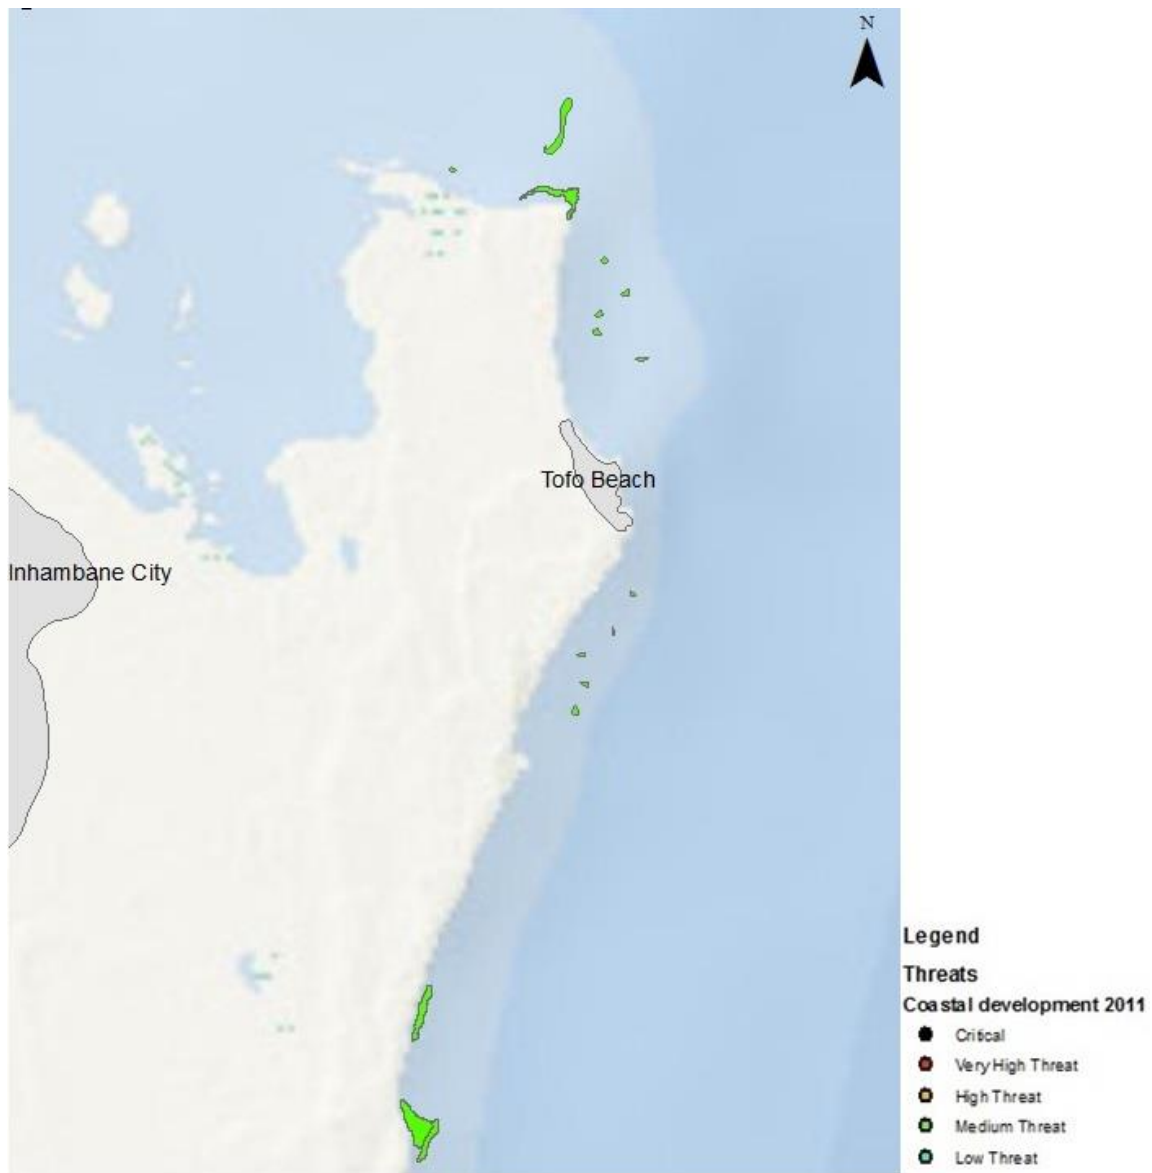 N
Tofo Beach
Inhambane City
Legend
Threats
Coastal development 2011
Critical
Very High Threat
High Threat
Medium Threat
Low Threat